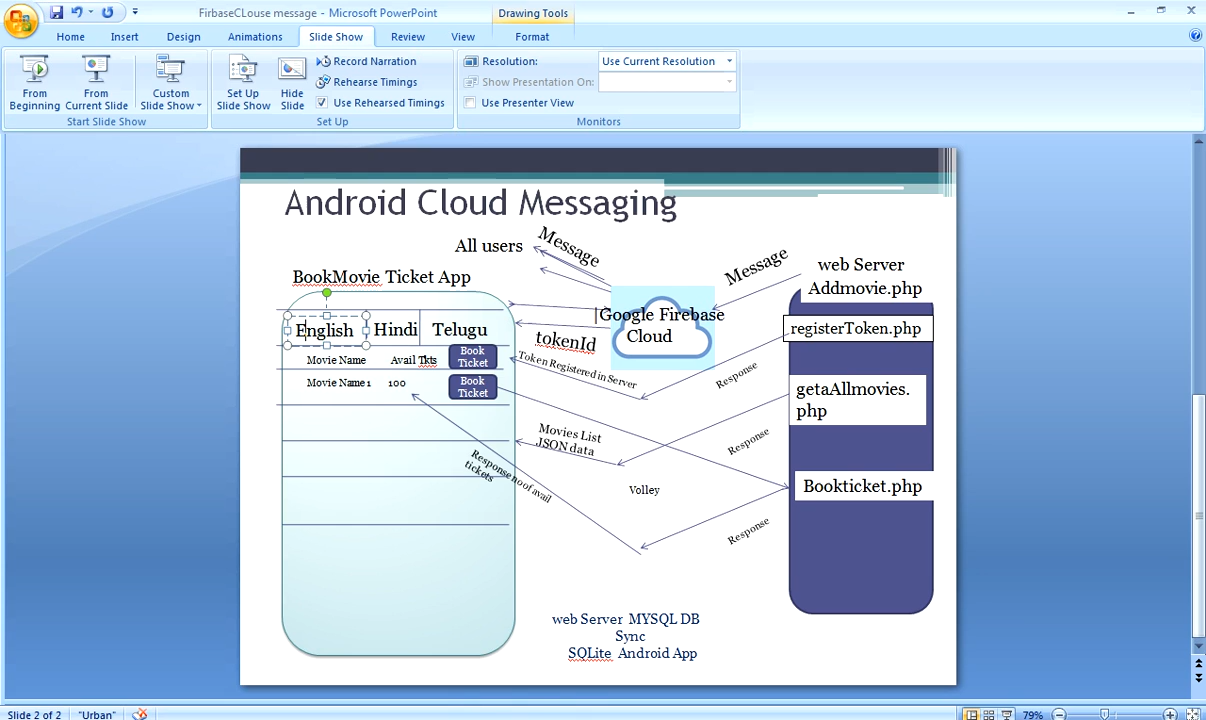 FirbaseCLouse message - Microsoft PowerPoint
Drawing Tools
Home Insert Design Animations Slide Show Review View Format
From Beginning
From Current Slide
Custom Slide Show
Start Slide Show
Set Up Slide Show
Hide Slide
Record Narration
Rehearse Timings
Use Rehearsed Timings
Set Up
Resolution: Use Current Resolution
Show Presentation On:
Use Presenter View
Monitors
Android Cloud Messaging
All users
Message
Message
web Server
Addmovie.php
BookMovie Ticket App
English Hindi Telugu
Google Firebase
Cloud
registerToken.php
tokenId
Movie Name Avail Tkts
Book
Ticket
Token Registered in Server
Response
Movie Name 1 100
Book
Ticket
getaAllmovies.
php
Movies List
JSON data
Response
Response no of avail
tickets
Volley
Bookticket.php
Response
web Server MYSQL DB
Sync
SQLite Android App
Slide 2 of 2 "Urban" 79%